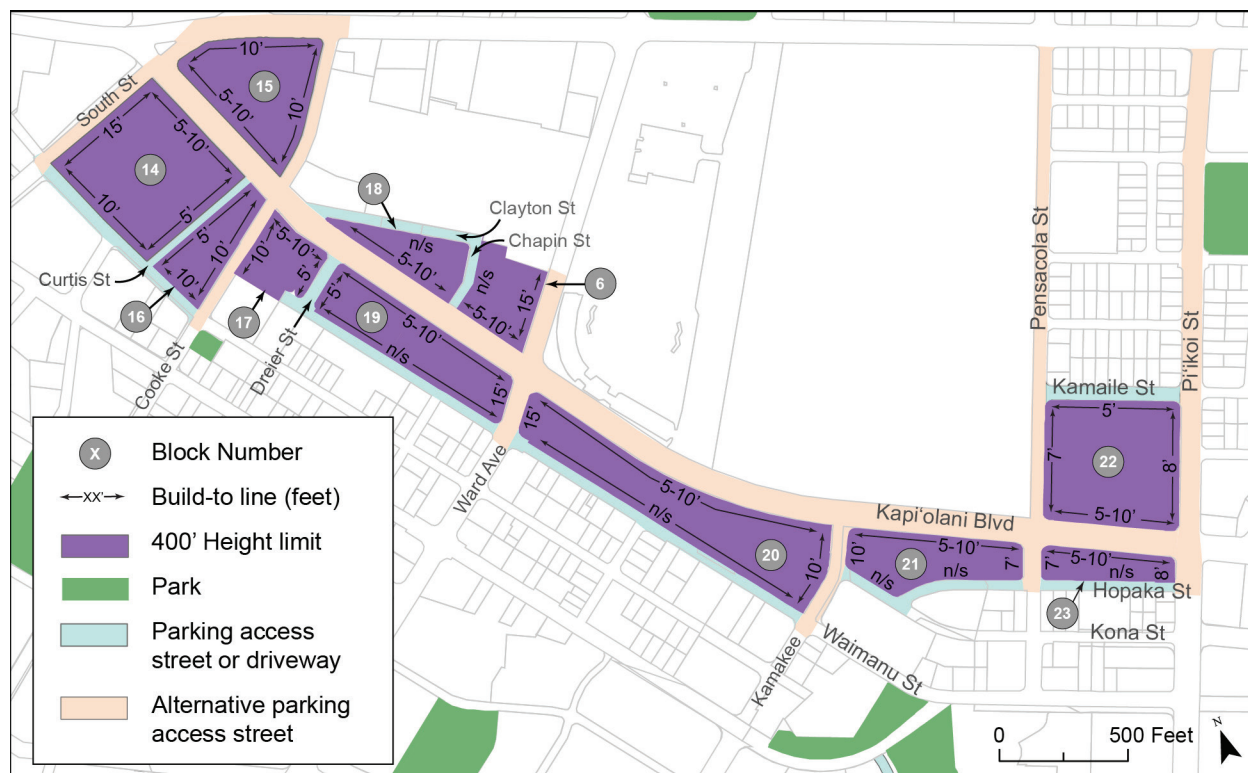 South St
10'
15
10'
5-10'
15'
5-10'
14
10'
5'
Curtis St
16
5'
10'
10'
17
10'
5-10'
5'
Cooke St
Dreier St
18
n/s
5-10'
Clayton St
Chapin St
n/s
15'
5-10'
6
19
5'
5-10'
n/s
15'
Ward Ave
15'
5-10'
n/s
20
10'
Kamakee
Waimanu St
Kapi‘olani Blvd
10'
5-10'
21
n/s
n/s
7'
Pensacola St
Pi‘ikoi St
Kamaile St
5'
7'
22
8'
5-10'
5-10'
7'
n/s
8'
Hopaka St
23
Kona St
X
Block Number
XX'
Build-to line (feet)
400’ Height limit
Park
Parking access
street or driveway
Alternative parking
access street
0
500 Feet
N